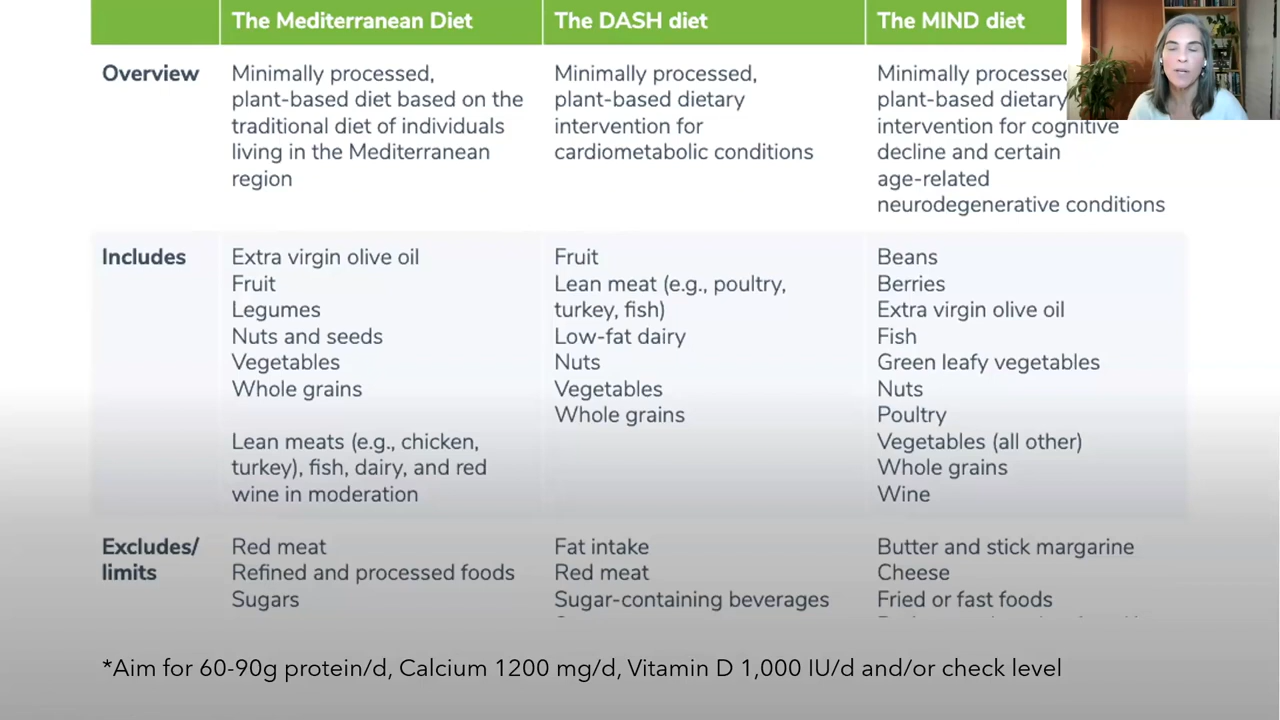 The Mediterranean Diet
The DASH diet
The MIND diet
Overview
Minimally processed,
plant-based diet based on the
traditional diet of individuals
living in the Mediterranean
region
Minimally processed,
plant-based dietary
intervention for
cardiometabolic conditions
Minimally processed
plant-based dietary
intervention for cognitive
decline and certain
age-related
neurodegenerative conditions
Includes
Extra virgin olive oil
Fruit
Legumes
Nuts and seeds
Vegetables
Whole grains
Lean meats (e.g., chicken,
turkey), fish, dairy, and red
wine in moderation
Fruit
Lean meat (e.g., poultry,
turkey, fish)
Low-fat dairy
Nuts
Vegetables
Whole grains
Beans
Berries
Extra virgin olive oil
Fish
Green leafy vegetables
Nuts
Poultry
Vegetables (all other)
Whole grains
Wine
Excludes/
limits
Red meat
Refined and processed foods
Sugars
Fat intake
Red meat
Sugar-containing beverages
Butter and stick margarine
Cheese
Fried or fast foods
*Aim for 60-90g protein/d, Calcium 1200 mg/d, Vitamin D 1,000 IU/d and/or check level